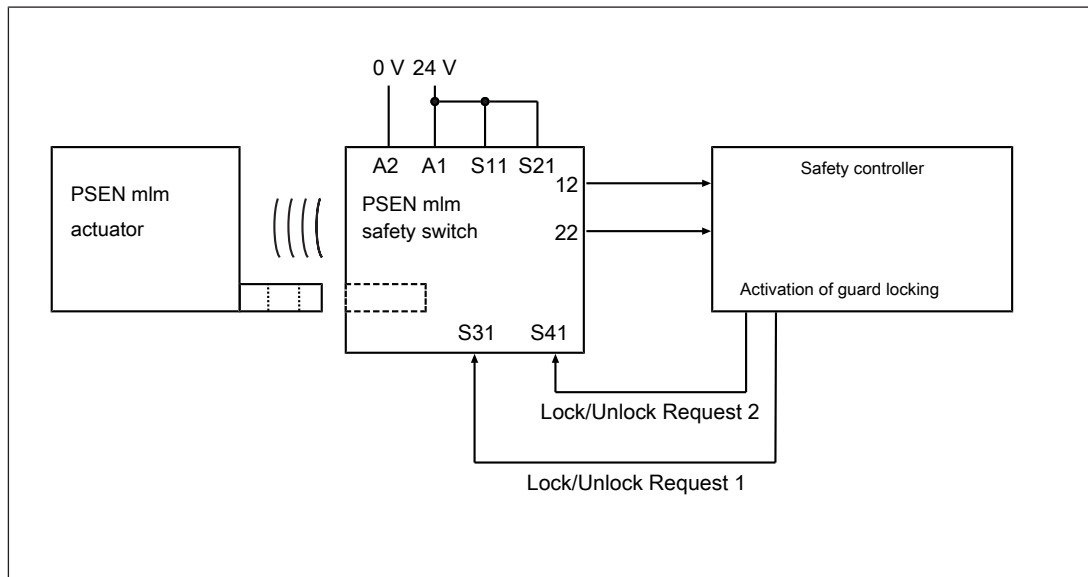 0 V 24 V
A2 A1 S11 S21
PSEN mlm
actuator
PSEN mlm
safety switch
12
22
S31 S41
Safety controller
Activation of guard locking
Lock/Unlock Request 2
Lock/Unlock Request 1